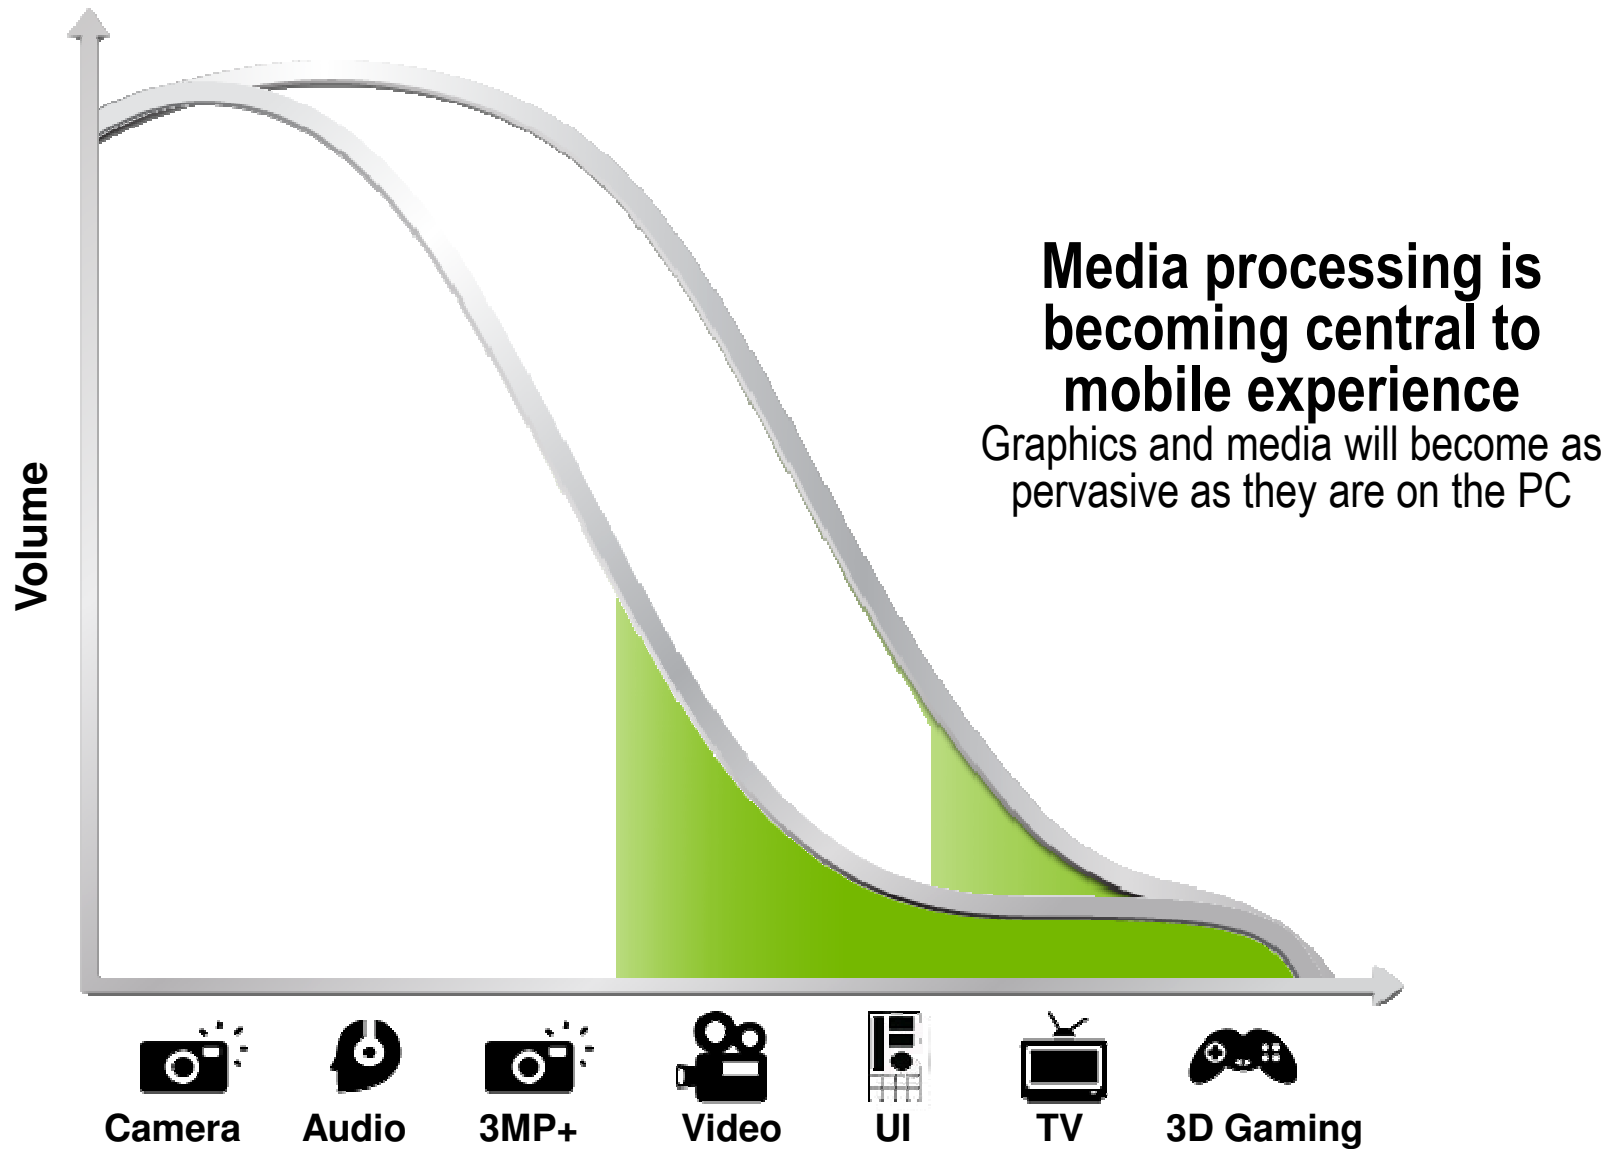 Media processing is
becoming central to
mobile experience
Graphics and media will become as
pervasive as they are on the PC
Volume
Camera
Audio
3MP+
Video
UI
TV
3D Gaming